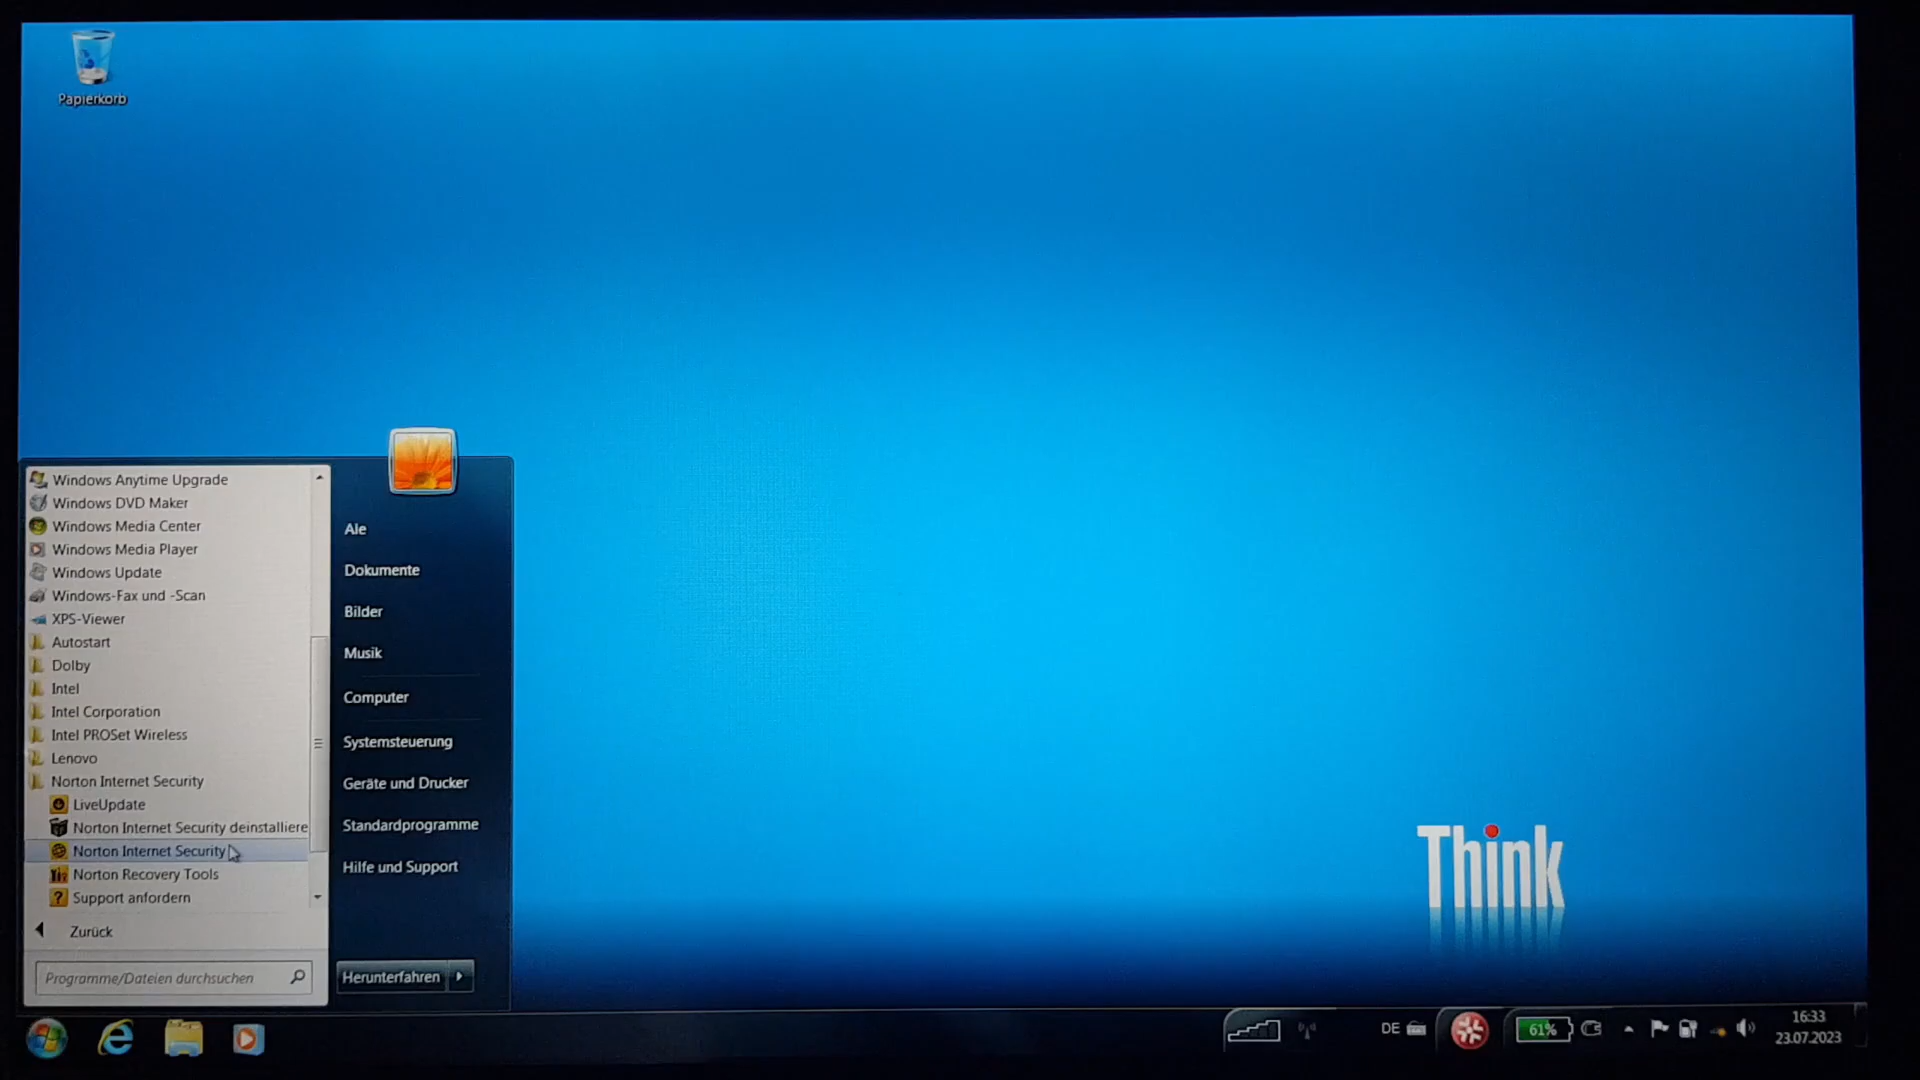 Papierkorb
Windows Anytime Upgrade
Windows DVD Maker
Windows Media Center
Windows Media Player
Windows Update
Windows-Fax und -Scan
XPS-Viewer
Autostart
Dolby
Intel
Intel Corporation
Intel PROSet Wireless
Lenovo
Norton Internet Security
LiveUpdate
Norton Internet Security deinstalliere
Norton Internet Security
Norton Recovery Tools
Support anfordern
Zurück
Programme/Dateien durchsuchen
Ale
Dokumente
Bilder
Musik
Computer
Systemsteuerung
Geräte und Drucker
Standardprogramme
Hilfe und Support
Herunterfahren
Think
DE
61%
16:33
23.07.2023